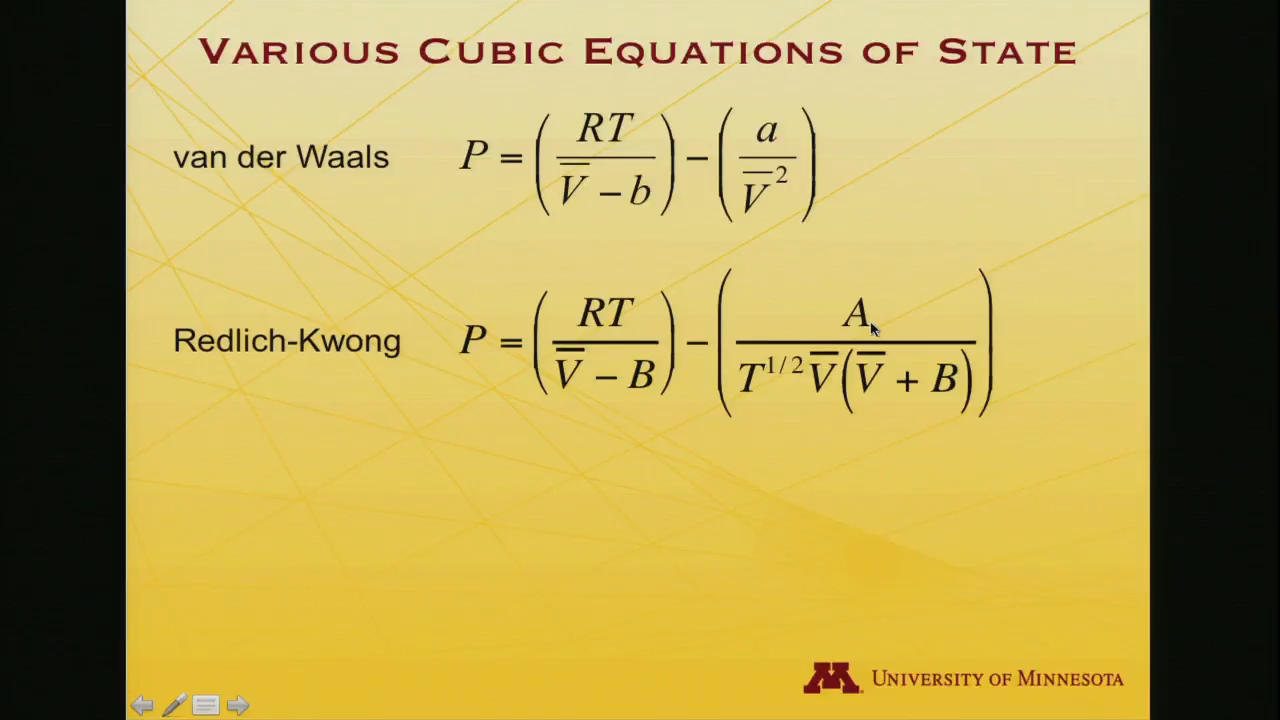 VARIOUS CUBIC EQUATIONS OF STATE
van der Waals P = (RT / (V̅ − b)) − (a / V̅²)
Redlich-Kwong P = (RT / (V̅ − B)) − (A / (T^{1/2} V̅(V̅ + B)))
M UNIVERSITY OF MINNESOTA